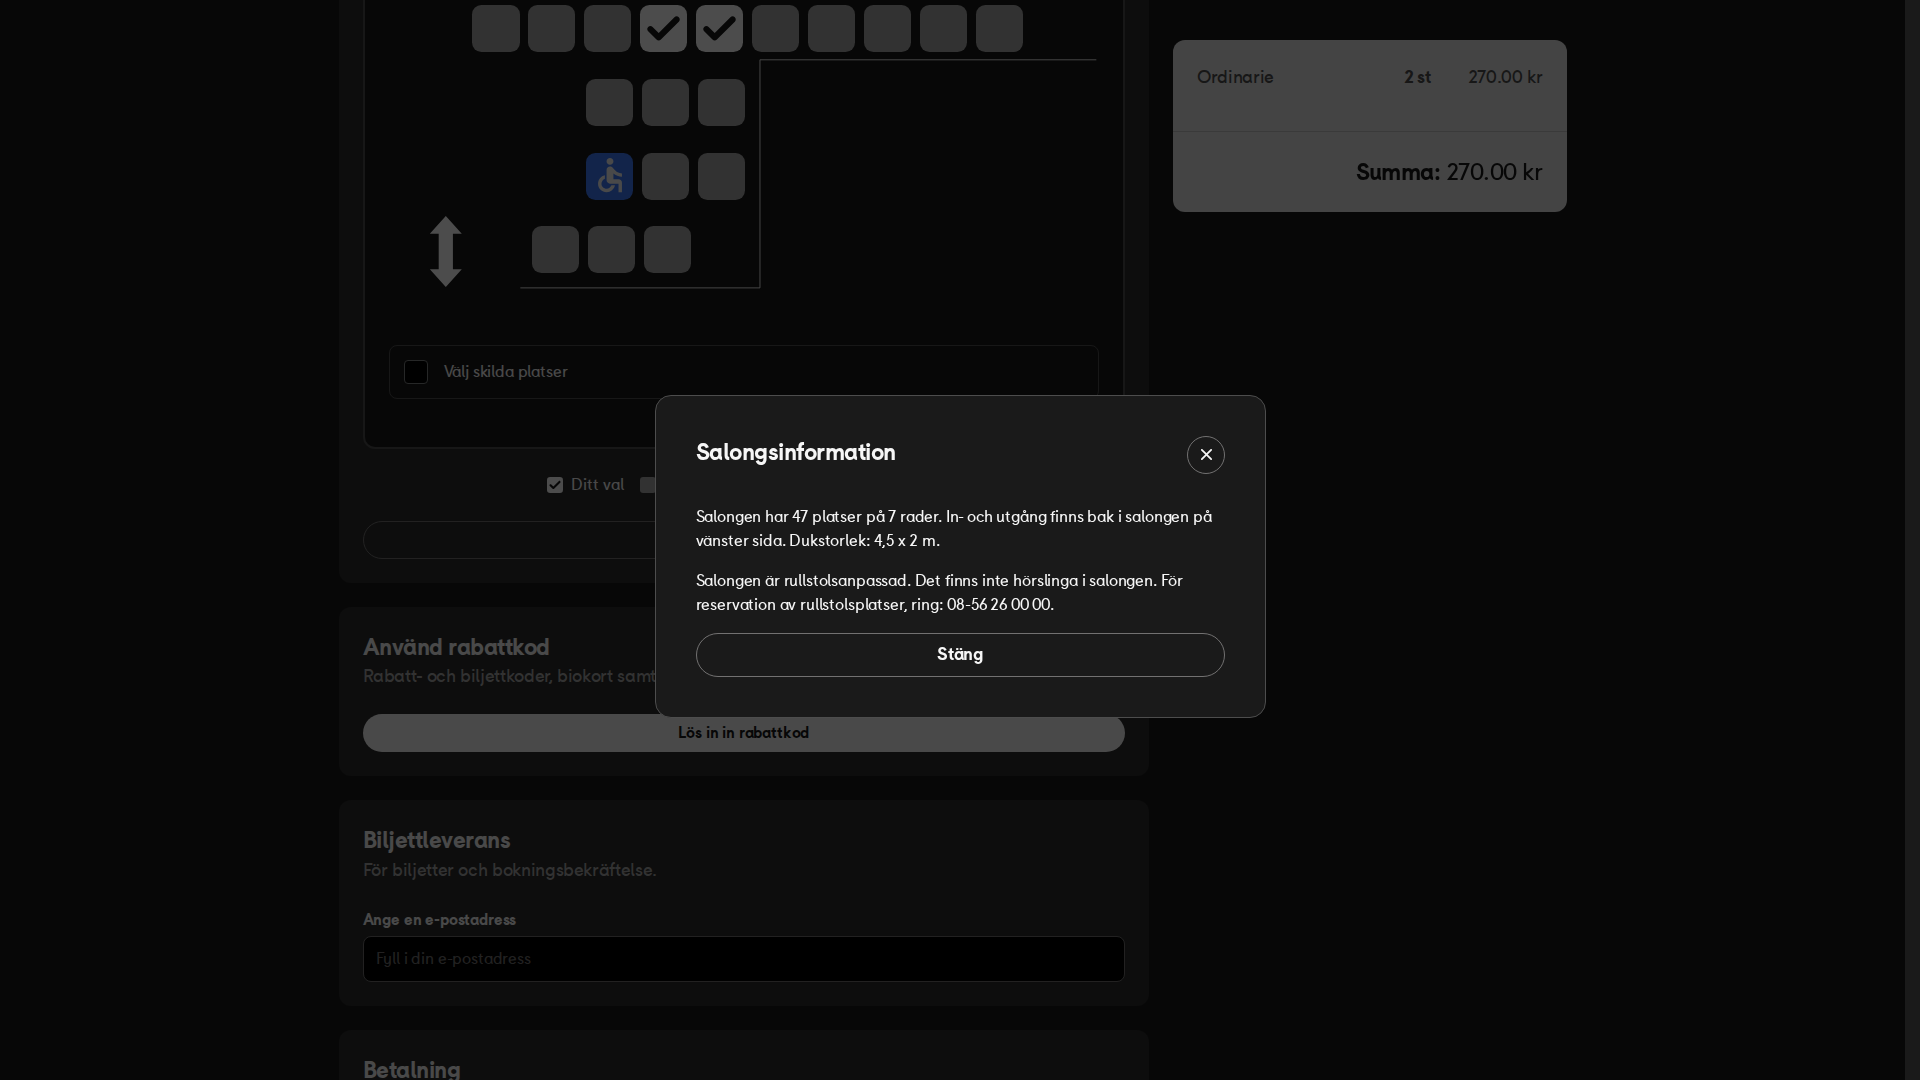 Ordinarie 2 st 270.00 kr
Summa: 270.00 kr
Välj skilda platser
Ditt val
Salongsinformation
Salongen har 47 platser på 7 rader. In- och utgång finns bak i salongen på
vänster sida. Dukstorlek: 4,5 x 2 m.
Salongen är rullstolsanpassad. Det finns inte hörslinga i salongen. För
reservation av rullstolsplatser, ring: 08-56 26 00 00.
Stäng
Använd rabattkod
Rabatt- och biljettkoder, biokort samt
Lös in in rabattkod
Biljettleverans
För biljetter och bokningsbekräftelse.
Ange en e-postadress
Fyll i din e-postadress
Betalning